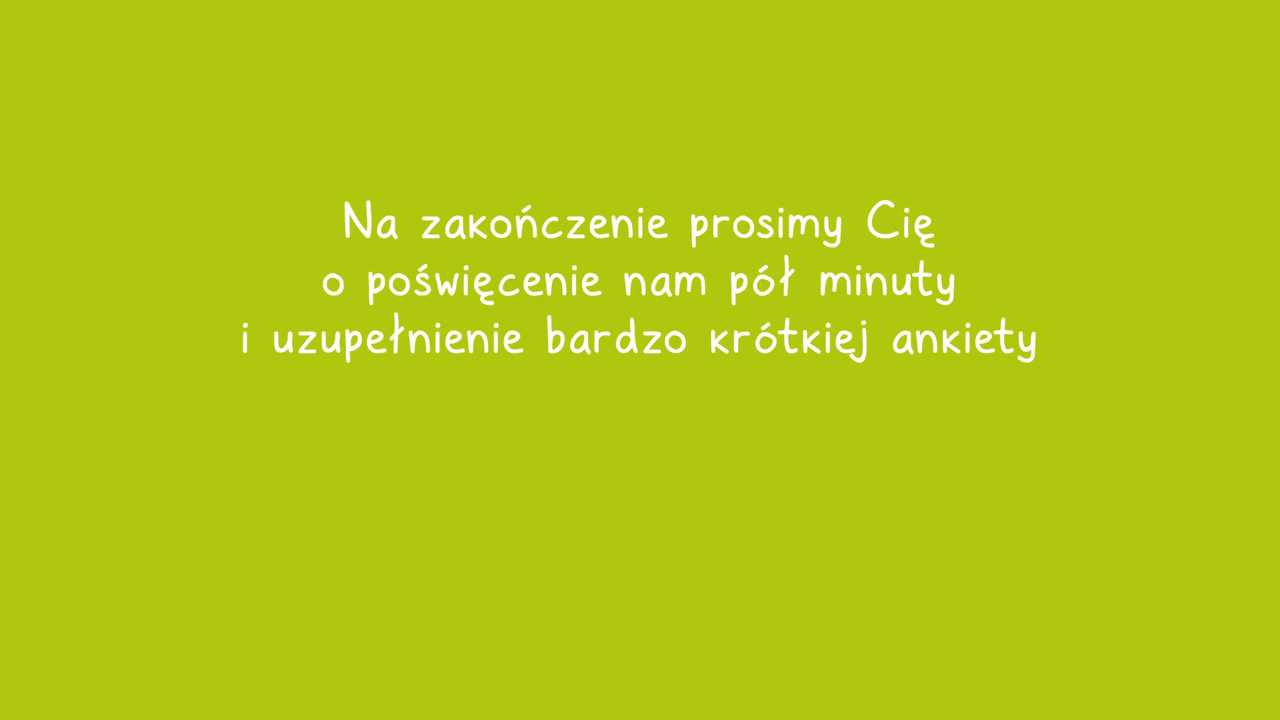 Na zakończenie prosimy Cię
o poświęcenie nam pół minuty
i uzupełnienie bardzo krótkiej ankiety